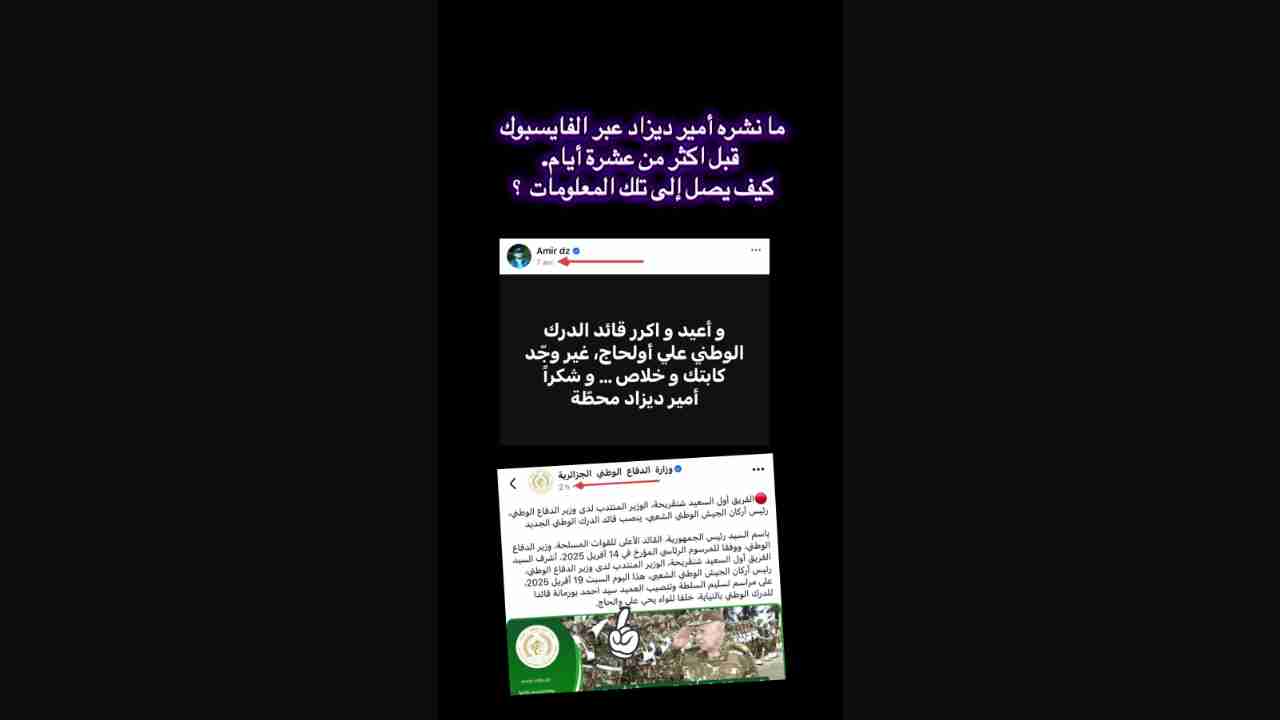 ما نشره أمير ديزاد عبر الفايسبوك
قبل اكثر من عشرة أيام.
كيف يصل إلى تلك المعلومات ؟
Amir dz
7 avr
و أعيد و اكرر قائد الدرك
الوطني علي أولحاج، غير وجّد
كابتك و خلاص ... و شكراً
أمير ديزاد محطّة
وزارة الدفاع الوطني الجزائرية
2 h
الفريق أول السعيد شنقريحة، الوزير المنتدب لدى وزير الدفاع الوطني،
رئيس أركان الجيش الوطني الشعبي، ينصب قائد الدرك الوطني الجديد
باسم السيد رئيس الجمهورية، القائد الأعلى للقوات المسلحة، وزير الدفاع
الوطني، ووفقا للمرسوم الرئاسي المؤرخ في 14 أفريل 2025، أشرف السيد
الفريق أول السعيد شنقريحة، الوزير المنتدب لدى وزير الدفاع الوطني،
رئيس أركان الجيش الوطني الشعبي، هذا اليوم السبت 19 أفريل 2025،
على مراسم تسليم السلطة وتنصيب العميد سيد أحمد بورمانة قائدا
للدرك الوطني بالنيابة، خلفا للواء يحي علي والحاج.